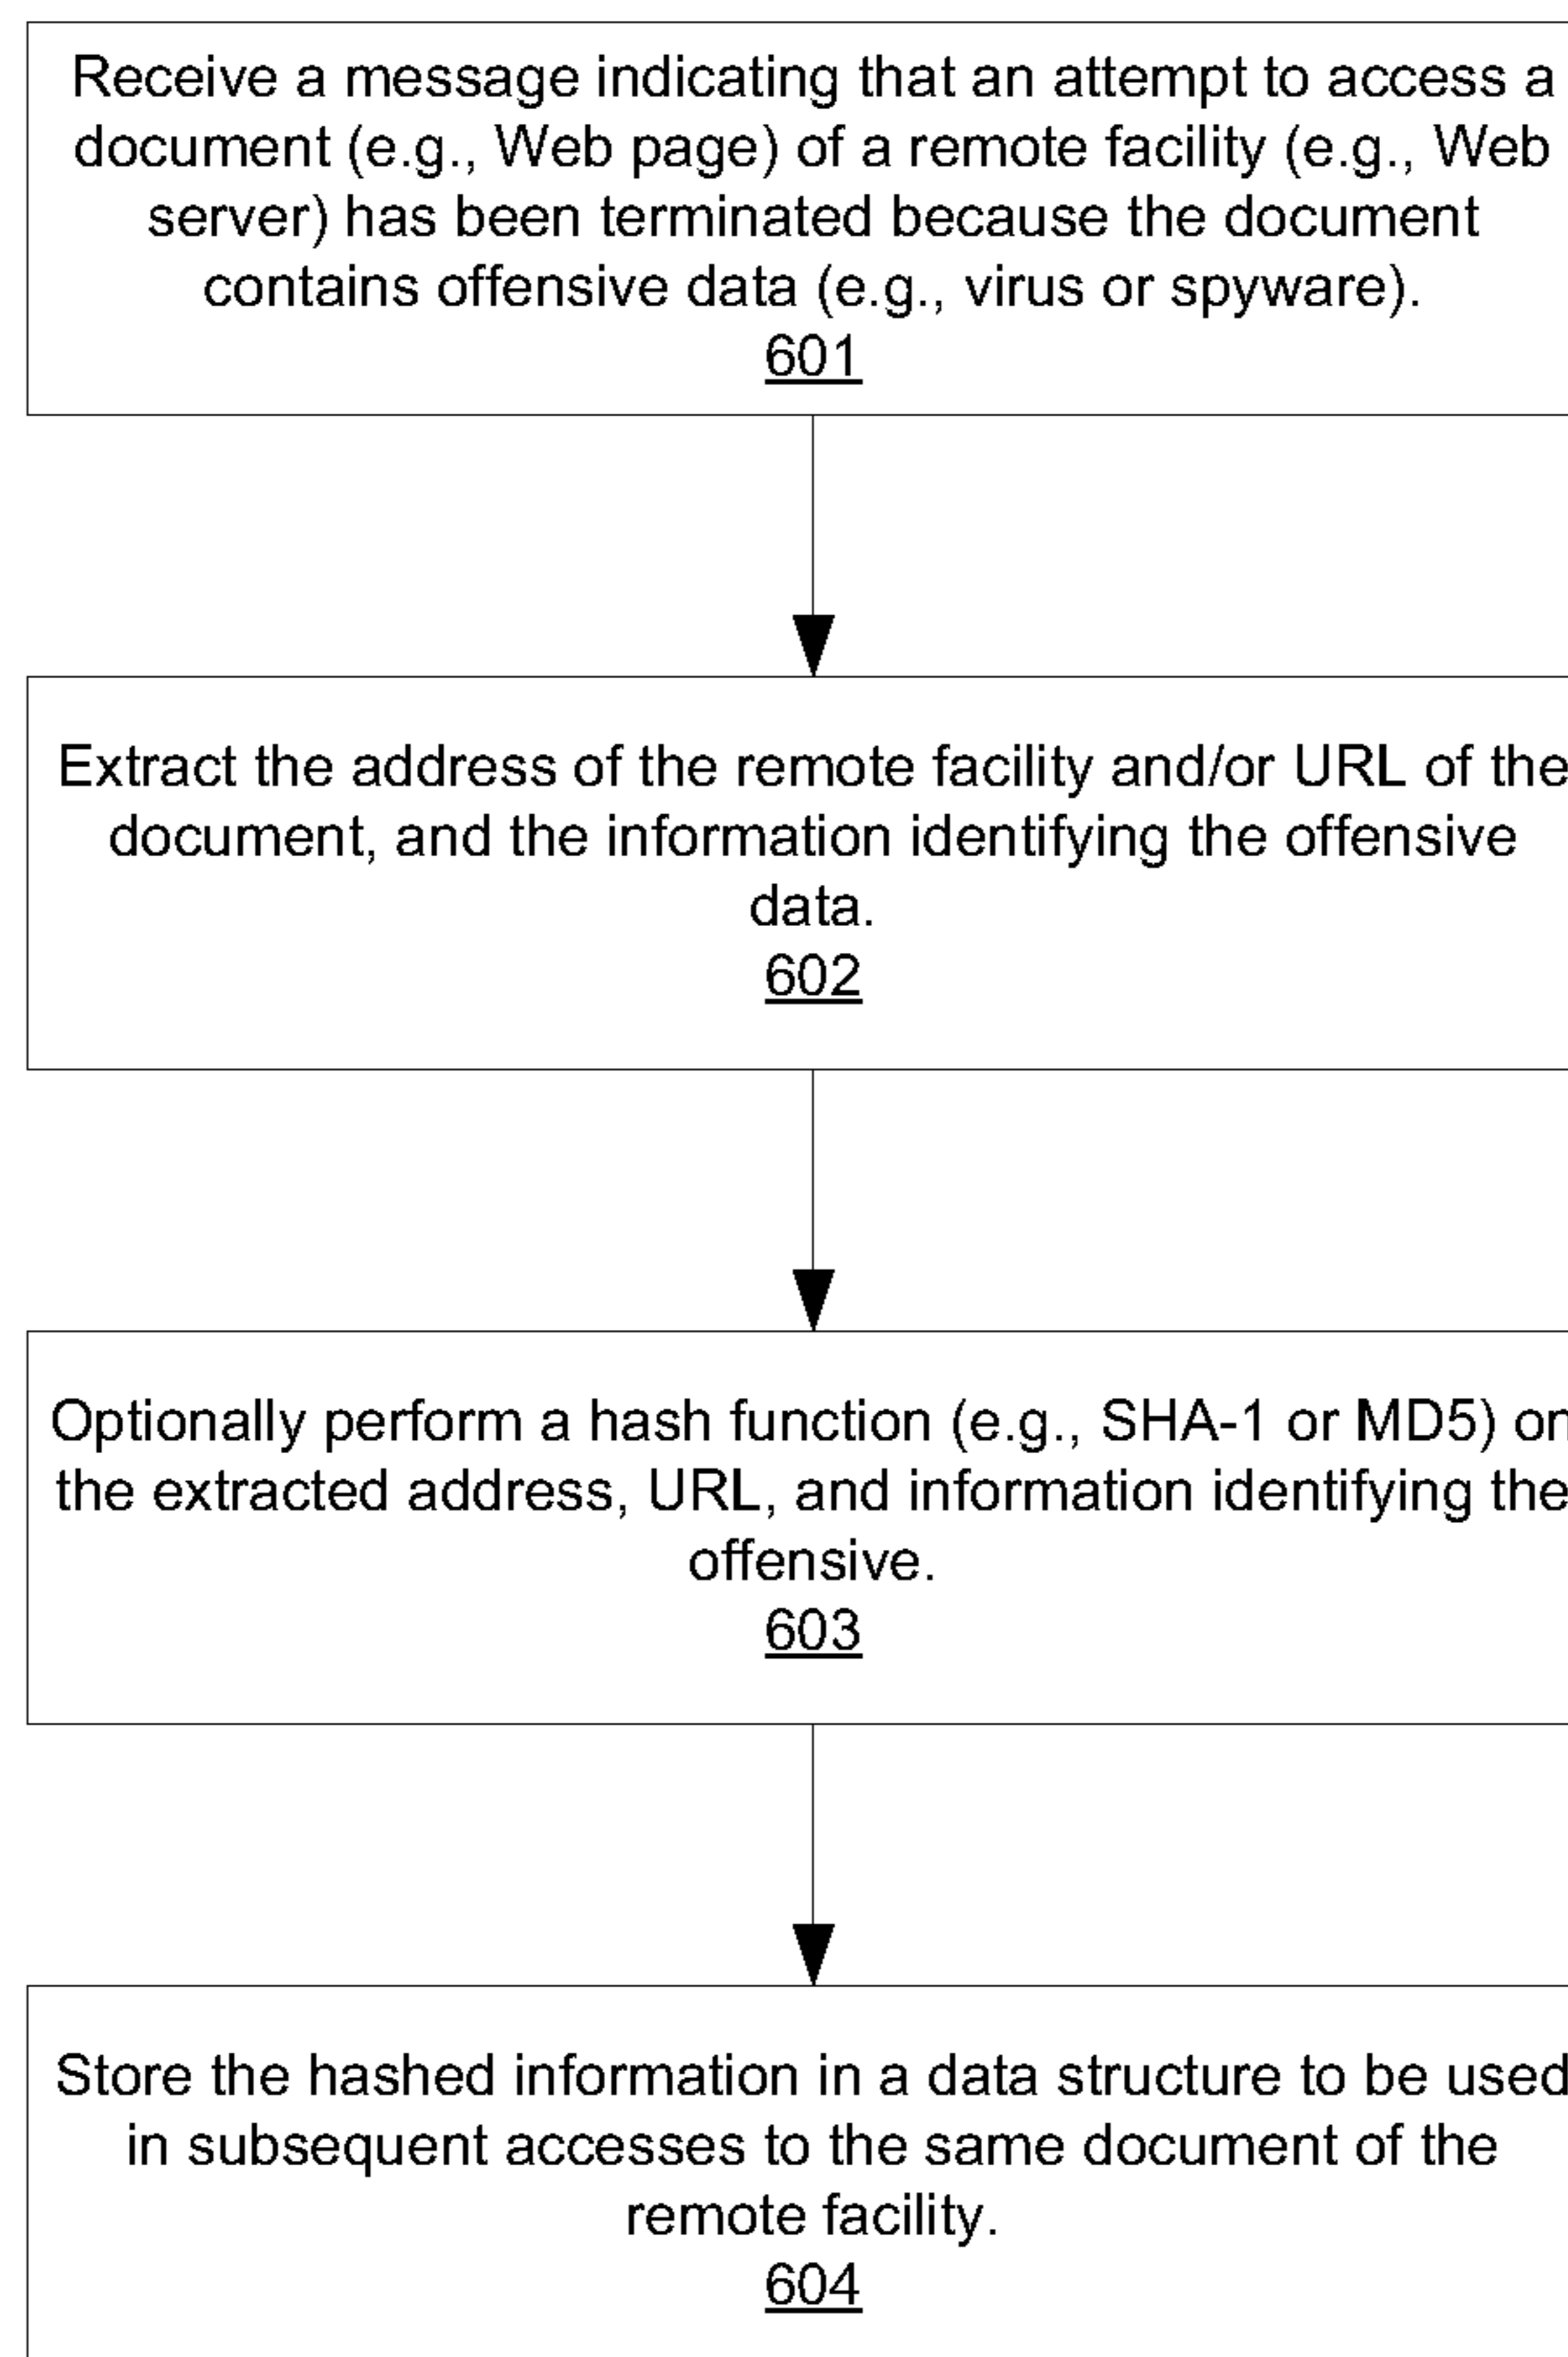 Receive a message indicating that an attempt to access a
document (e.g., Web page) of a remote facility (e.g., Web
server) has been terminated because the document
contains offensive data (e.g., virus or spyware).
601
Extract the address of the remote facility and/or URL of the
document, and the information identifying the offensive
data.
602
Optionally perform a hash function (e.g., SHA-1 or MD5) on
the extracted address, URL, and information identifying the
offensive.
603
Store the hashed information in a data structure to be used
in subsequent accesses to the same document of the
remote facility.
604